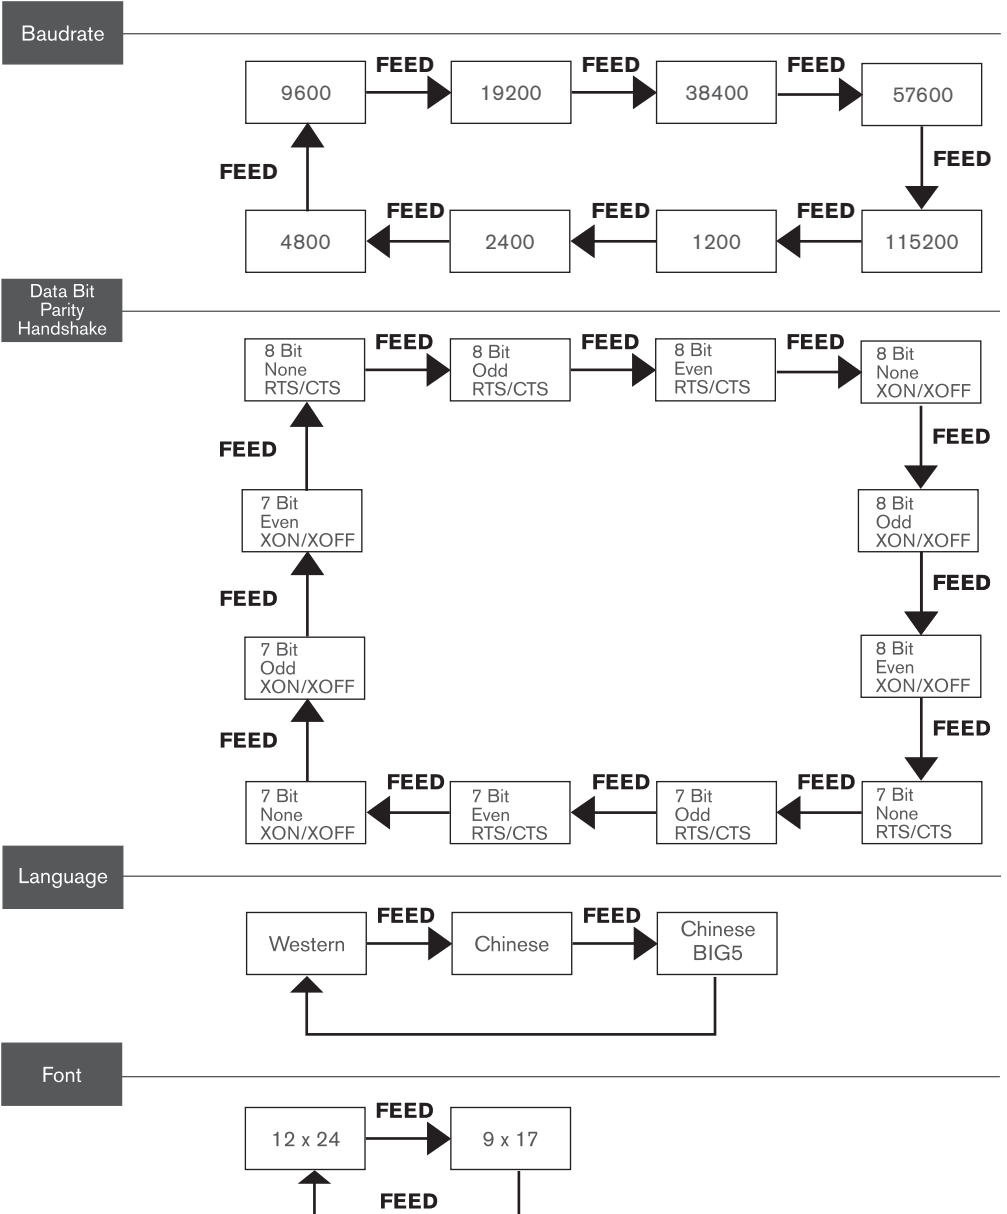 Baudrate
FEED FEED FEED
9600 19200 38400 57600
FEED FEED
FEED FEED FEED
4800 2400 1200 115200
Data Bit
Parity
Handshake
FEED FEED FEED
8 Bit
None
RTS/CTS
8 Bit
Odd
RTS/CTS
8 Bit
Even
RTS/CTS
8 Bit
None
XON/XOFF
FEED FEED
7 Bit
Even
XON/XOFF
8 Bit
Odd
XON/XOFF
FEED FEED
7 Bit
Odd
XON/XOFF
8 Bit
Even
XON/XOFF
FEED FEED
FEED FEED FEED
7 Bit
None
XON/XOFF
7 Bit
Even
RTS/CTS
7 Bit
Odd
RTS/CTS
7 Bit
None
RTS/CTS
Language
FEED FEED
Western Chinese Chinese
BIG5
Font
FEED
12 x 24 9 x 17
FEED